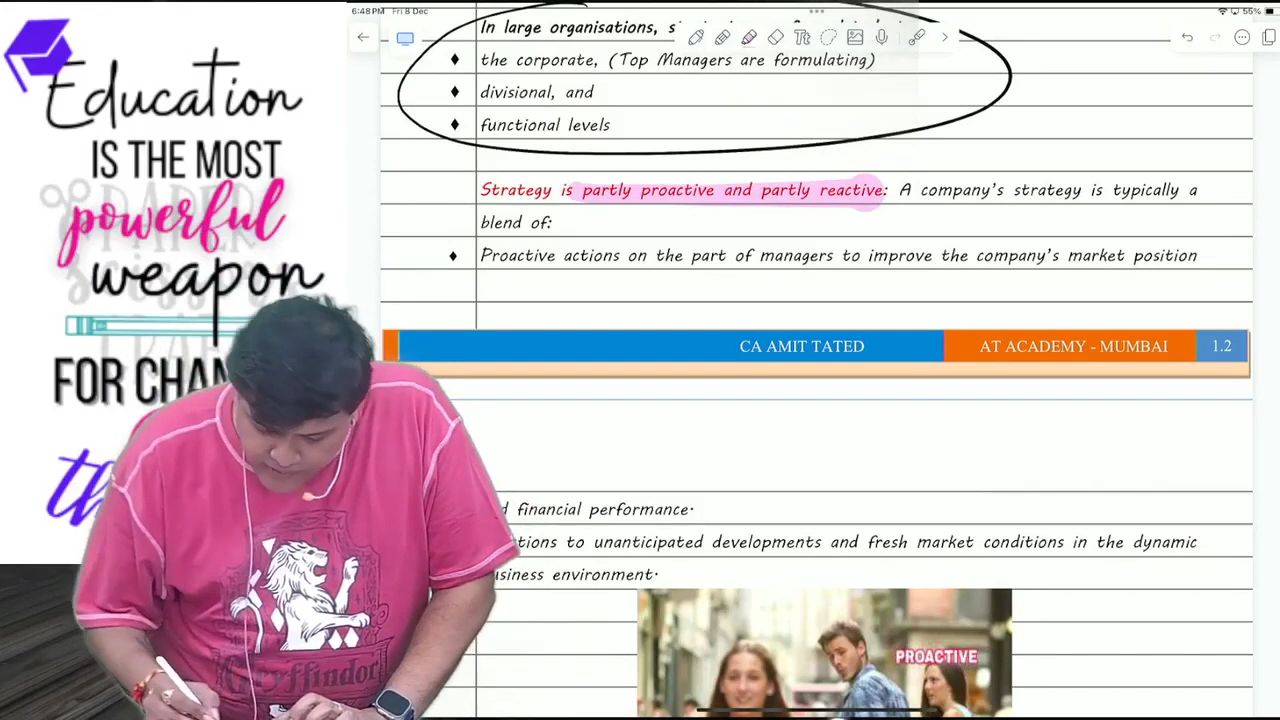 6:48 PM Fri 8 Dec
55%
Education
IS THE MOST
powerful
weapon
FOR
In large organisations,
♦ the corporate, (Top Managers are formulating)
♦ divisional, and
♦ functional levels
Strategy is partly proactive and partly reactive: A company's strategy is typically a
blend of:
♦ Proactive actions on the part of managers to improve the company's market position
CA AMIT TATED
AT ACADEMY - MUMBAI
1.2
financial performance.
to unanticipated developments and fresh market conditions in the dynamic
environment.
PROACTIVE
Gryffindor